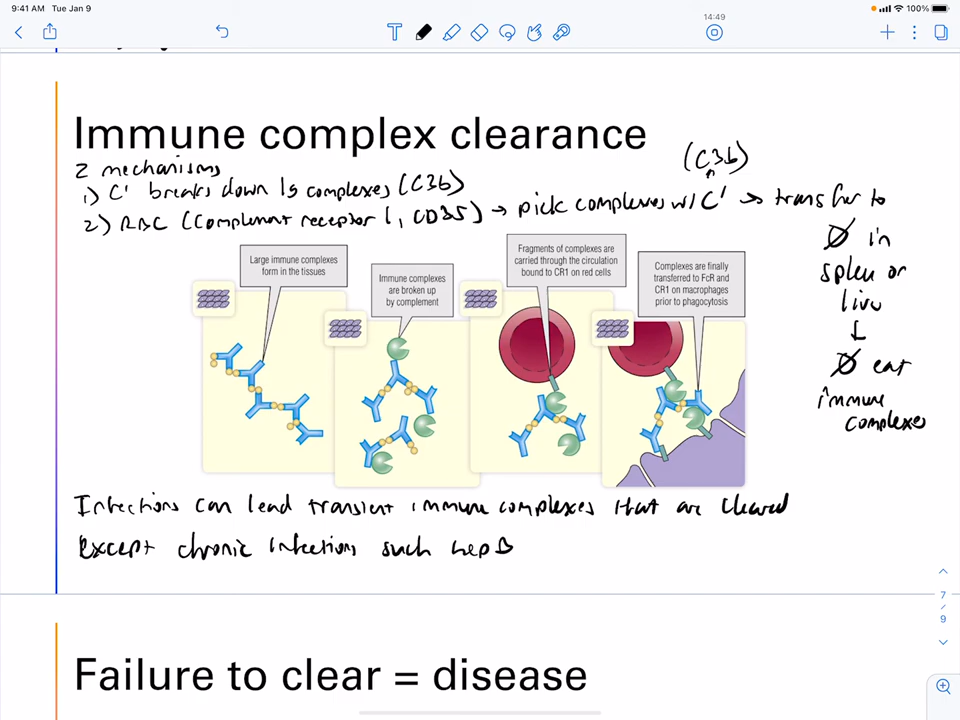 9:41 AM Tue Jan 9
100%
14:49
Immune complex clearance
2 mechanisms
(C3b)
1) C' breaks down Ig complexes (C3b)
2) RBC (Complement receptor 1, CD35) → pick complexes w/ C' → transfer to
Ø in
spleen or
liver
Ø eat
immune
complexes
Large immune complexes
form in the tissues
Immune complexes
are broken up
by complement
Fragments of complexes are
carried through the circulation
bound to CR1 on red cells
Complexes are finally
transferred to FcR and
CR1 on macrophages
prior to phagocytosis
Infections can lead transient immune complexes that are cleared
Except chronic infections such hep B
7
/
9
Failure to clear = disease